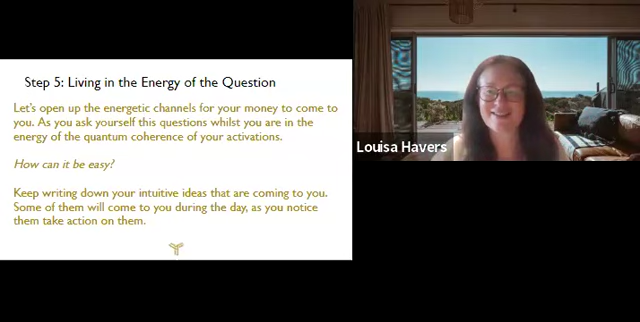 Step 5: Living in the Energy of the Question
Let's open up the energetic channels for your money to come to
you. As you ask yourself this questions whilst you are in the
energy of the quantum coherence of your activations.
How can it be easy?
Keep writing down your intuitive ideas that are coming to you.
Some of them will come to you during the day, as you notice
them take action on them.
Louisa Havers